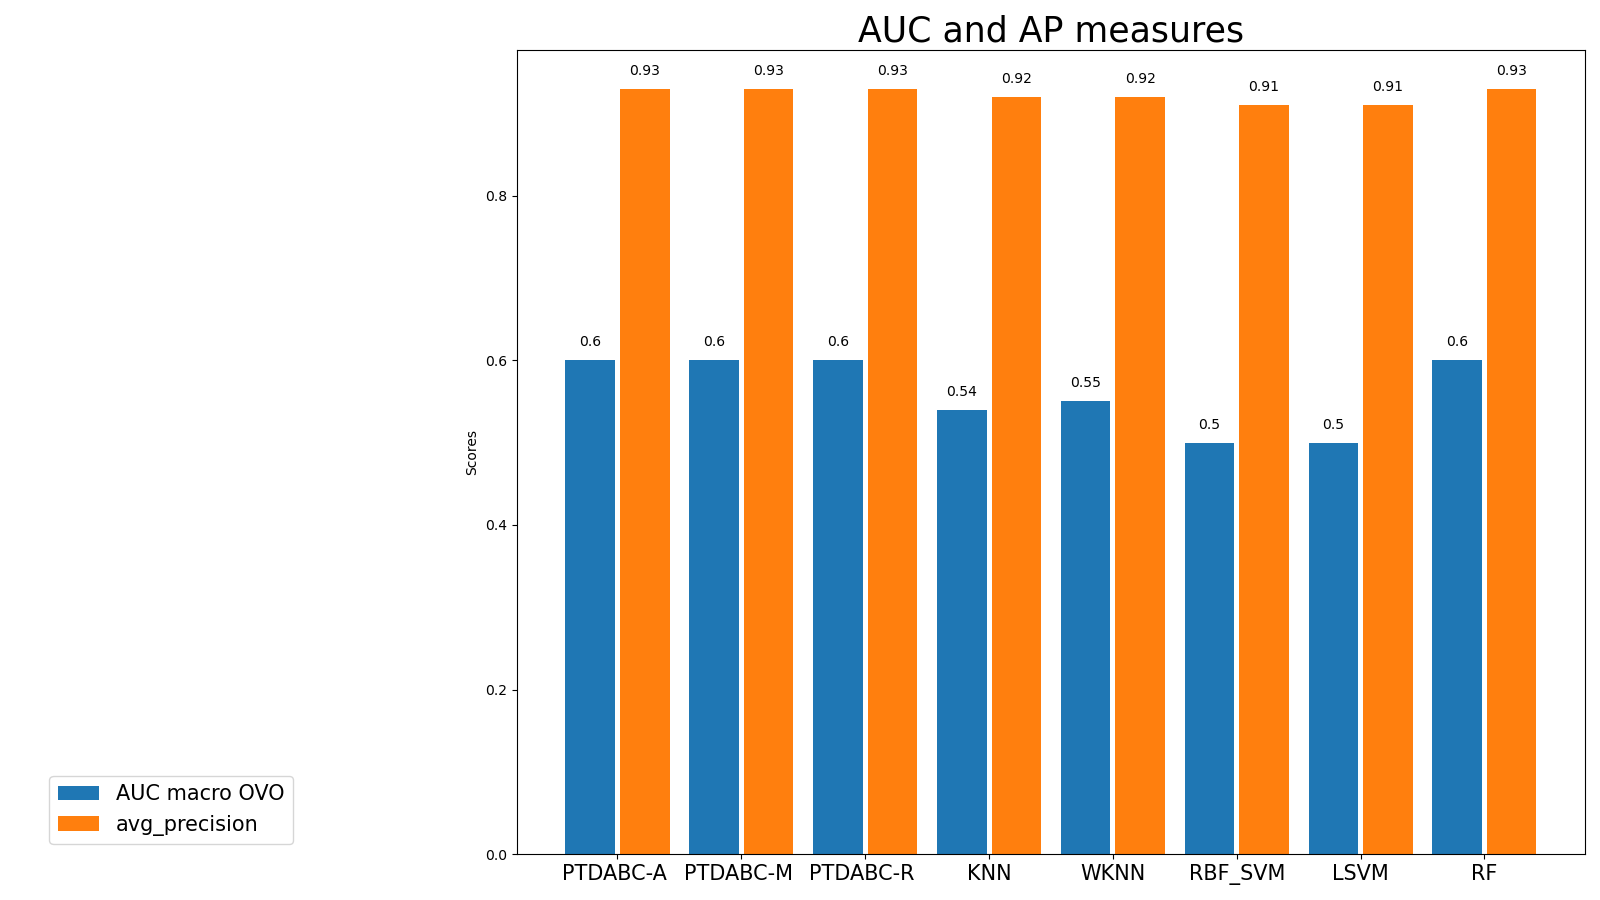 AUC and AP measures
0.93 0.93 0.93 0.92 0.92 0.91 0.91 0.93
0.6 0.6 0.6 0.54 0.55 0.5 0.5 0.6
0.8
0.6
0.4
0.2
0.0
Scores
PTDABC-A PTDABC-M PTDABC-R KNN WKNN RBF_SVM LSVM RF
AUC macro OVO
avg_precision